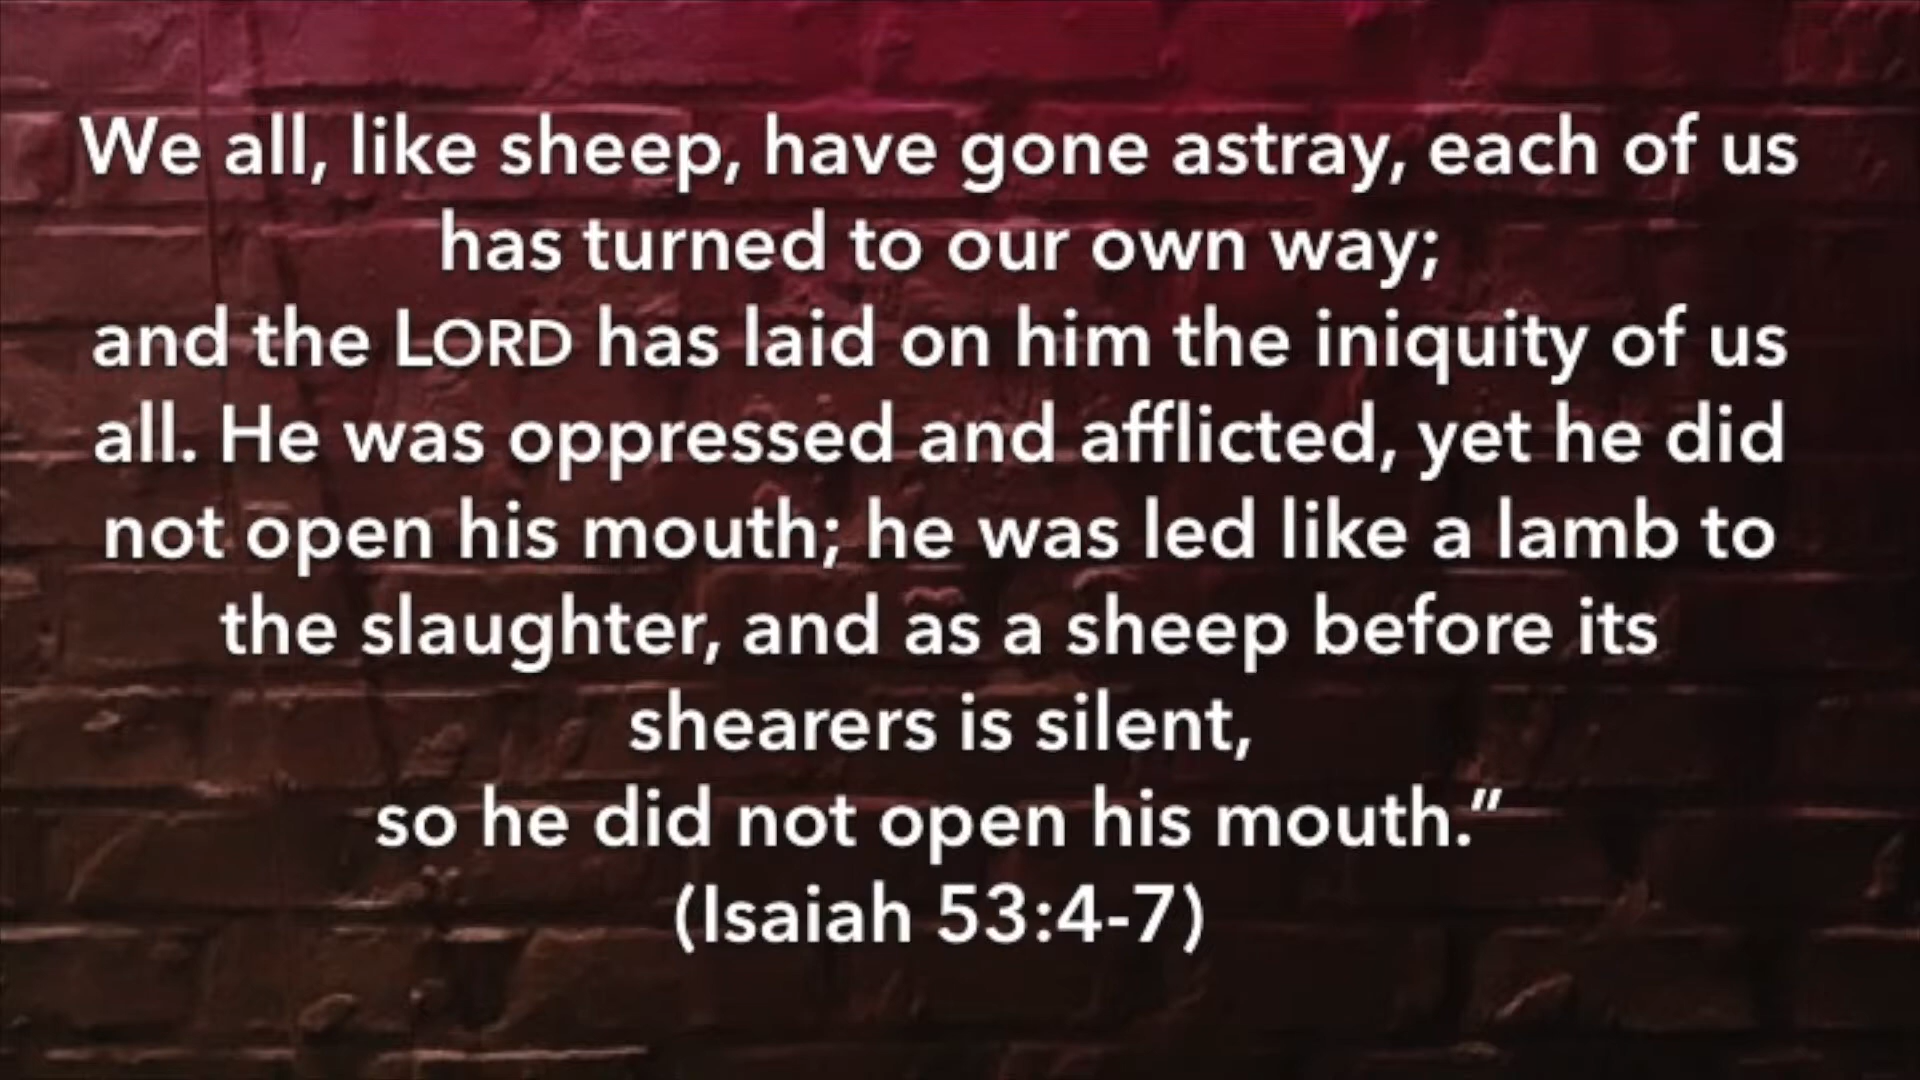 We all, like sheep, have gone astray, each of us
has turned to our own way;
and the LORD has laid on him the iniquity of us
all. He was oppressed and afflicted, yet he did
not open his mouth; he was led like a lamb to
the slaughter, and as a sheep before its
shearers is silent,
so he did not open his mouth.”
(Isaiah 53:4-7)